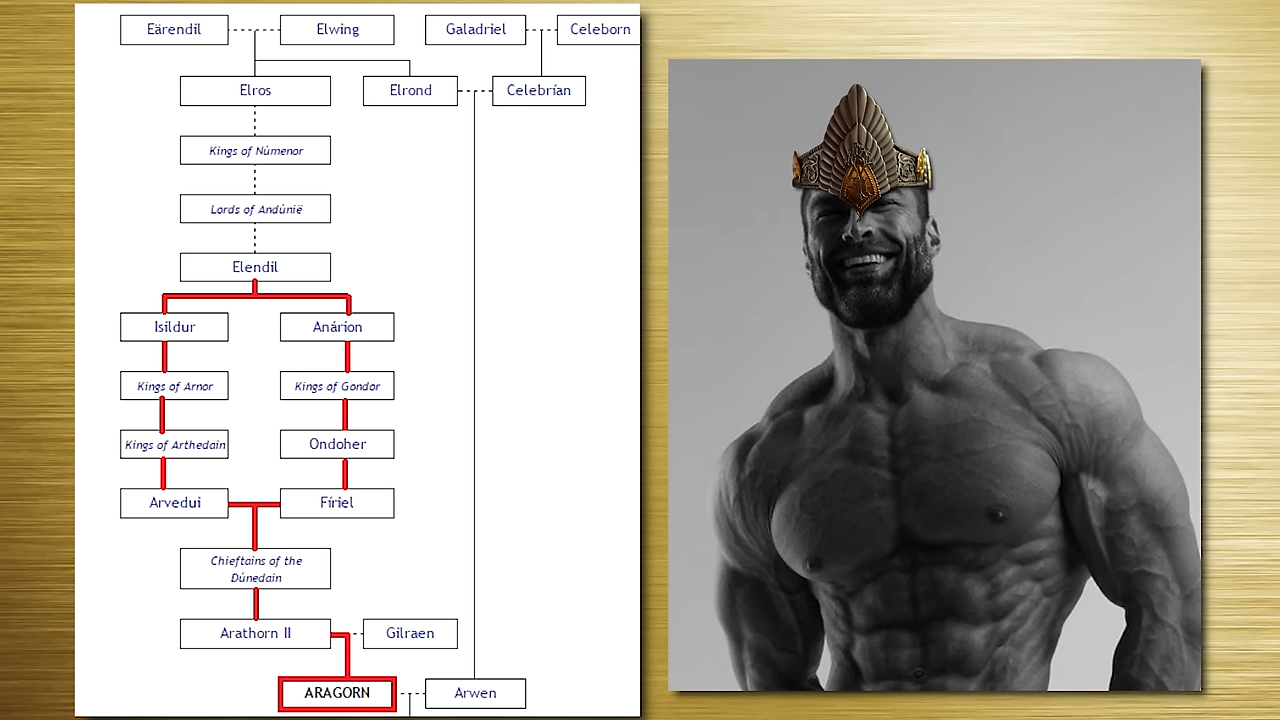 Eärendil
Elwing
Galadriel
Celeborn
Elros
Elrond
Celebrían
Kings of Númenor
Lords of Andúnië
Elendil
Isildur
Anárion
Kings of Arnor
Kings of Gondor
Kings of Arthedain
Ondoher
Arvedui
Fíriel
Chieftains of the
Dúnedain
Arathorn II
Gilraen
ARAGORN
Arwen